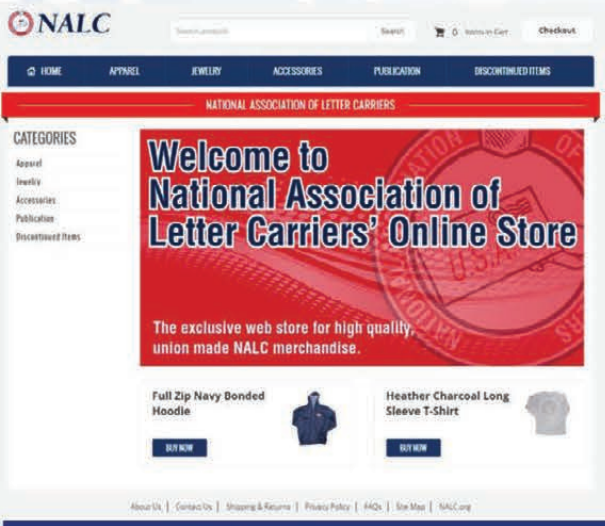 NALC
Search products
Search
0 Items in Cart
Checkout
HOME
APPAREL
JEWELRY
ACCESSORIES
PUBLICATION
DISCONTINUED ITEMS
NATIONAL ASSOCIATION OF LETTER CARRIERS
CATEGORIES
Apparel
Jewelry
Accessories
Publication
Discontinued Items
Welcome to
National Association of
Letter Carriers' Online Store
U.S.A.
The exclusive web store for high quality,
union made NALC merchandise.
Full Zip Navy Bonded
Hoodie
BUY NOW
Heather Charcoal Long
Sleeve T-Shirt
BUY NOW
About Us | Contact Us | Shipping & Returns | Privacy Policy | FAQs | Site Map | NALC.org